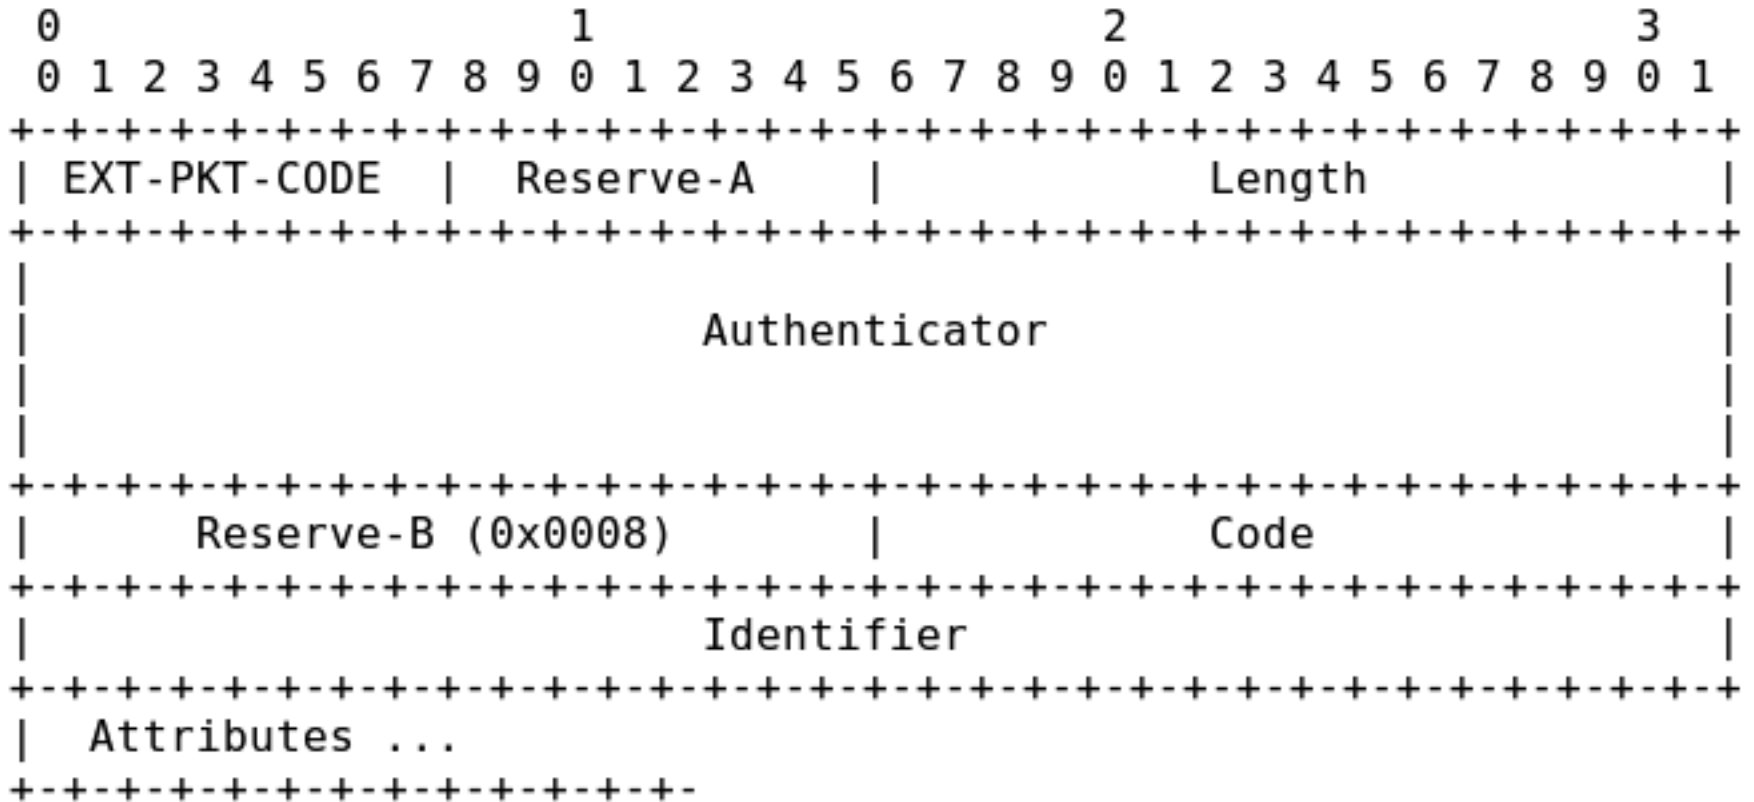 0                   1                   2                   3
 0 1 2 3 4 5 6 7 8 9 0 1 2 3 4 5 6 7 8 9 0 1 2 3 4 5 6 7 8 9 0 1
+-+-+-+-+-+-+-+-+-+-+-+-+-+-+-+-+-+-+-+-+-+-+-+-+-+-+-+-+-+-+-+-+
| EXT-PKT-CODE  |  Reserve-A    |            Length             |
+-+-+-+-+-+-+-+-+-+-+-+-+-+-+-+-+-+-+-+-+-+-+-+-+-+-+-+-+-+-+-+-+
|                                                               |
|                         Authenticator                         |
|                                                               |
|                                                               |
+-+-+-+-+-+-+-+-+-+-+-+-+-+-+-+-+-+-+-+-+-+-+-+-+-+-+-+-+-+-+-+-+
|      Reserve-B (0x0008)       |            Code               |
+-+-+-+-+-+-+-+-+-+-+-+-+-+-+-+-+-+-+-+-+-+-+-+-+-+-+-+-+-+-+-+-+
|                         Identifier                            |
+-+-+-+-+-+-+-+-+-+-+-+-+-+-+-+-+-+-+-+-+-+-+-+-+-+-+-+-+-+-+-+-+
|  Attributes ...
+-+-+-+-+-+-+-+-+-+-+-+-+-